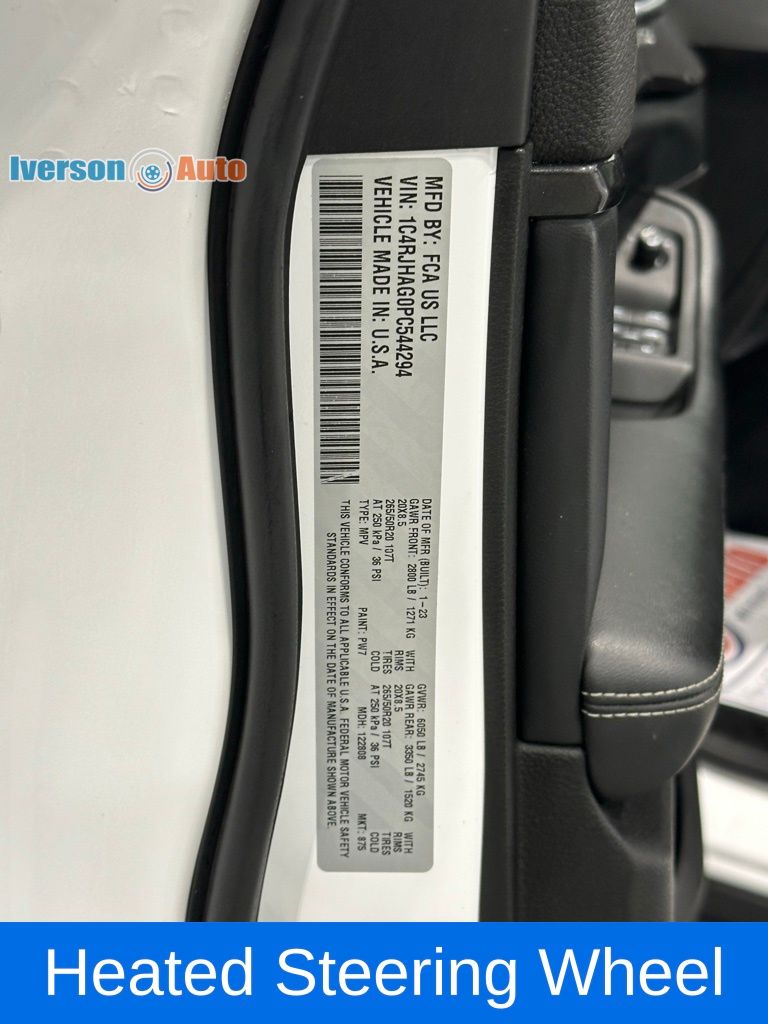 Iverson Auto
MFD BY: FCA US LLC
VIN: 1C4RJHAG0PC544294
VEHICLE MADE IN: U.S.A.
DATE OF MFR (BUILT): 1-23 GVWR: 6050 LB / 2745 KG
GAWR FRONT: 2800 LB / 1271 KG WITH GAWR REAR: 3350 LB / 1520 KG WITH
20X8.5 RIMS 20X8.5 RIMS
265/50R20 107T TIRES 265/50R20 107T TIRES
AT 250 kPa / 36 PSI COLD AT 250 kPa / 36 PSI COLD
TYPE: MPV PAINT: PW7 MDH: 122808 MKT: 875
THIS VEHICLE CONFORMS TO ALL APPLICABLE U.S.A. FEDERAL MOTOR VEHICLE SAFETY
STANDARDS IN EFFECT ON THE DATE OF MANUFACTURE SHOWN ABOVE.
Heated Steering Wheel